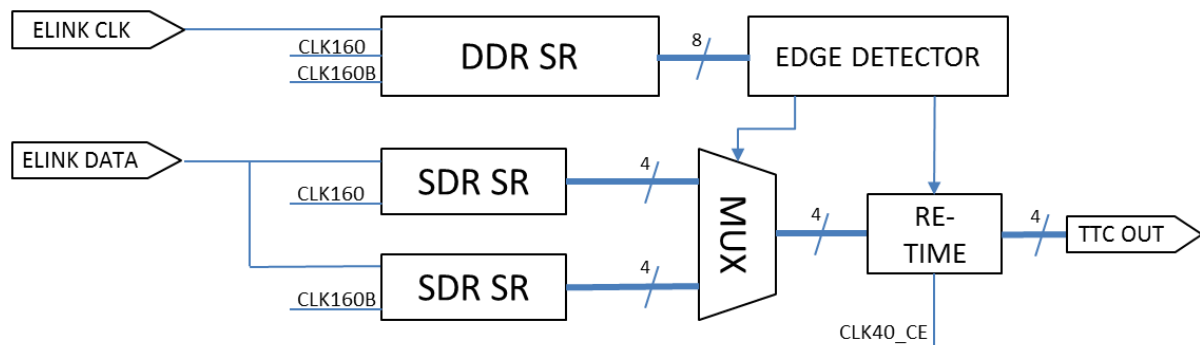 ELINK CLK
CLK160
CLK160B
DDR SR
8
EDGE DETECTOR
ELINK DATA
CLK160
SDR SR
4
CLK160B
SDR SR
4
MUX
4
RE-
TIME
4
TTC OUT
CLK40_CE